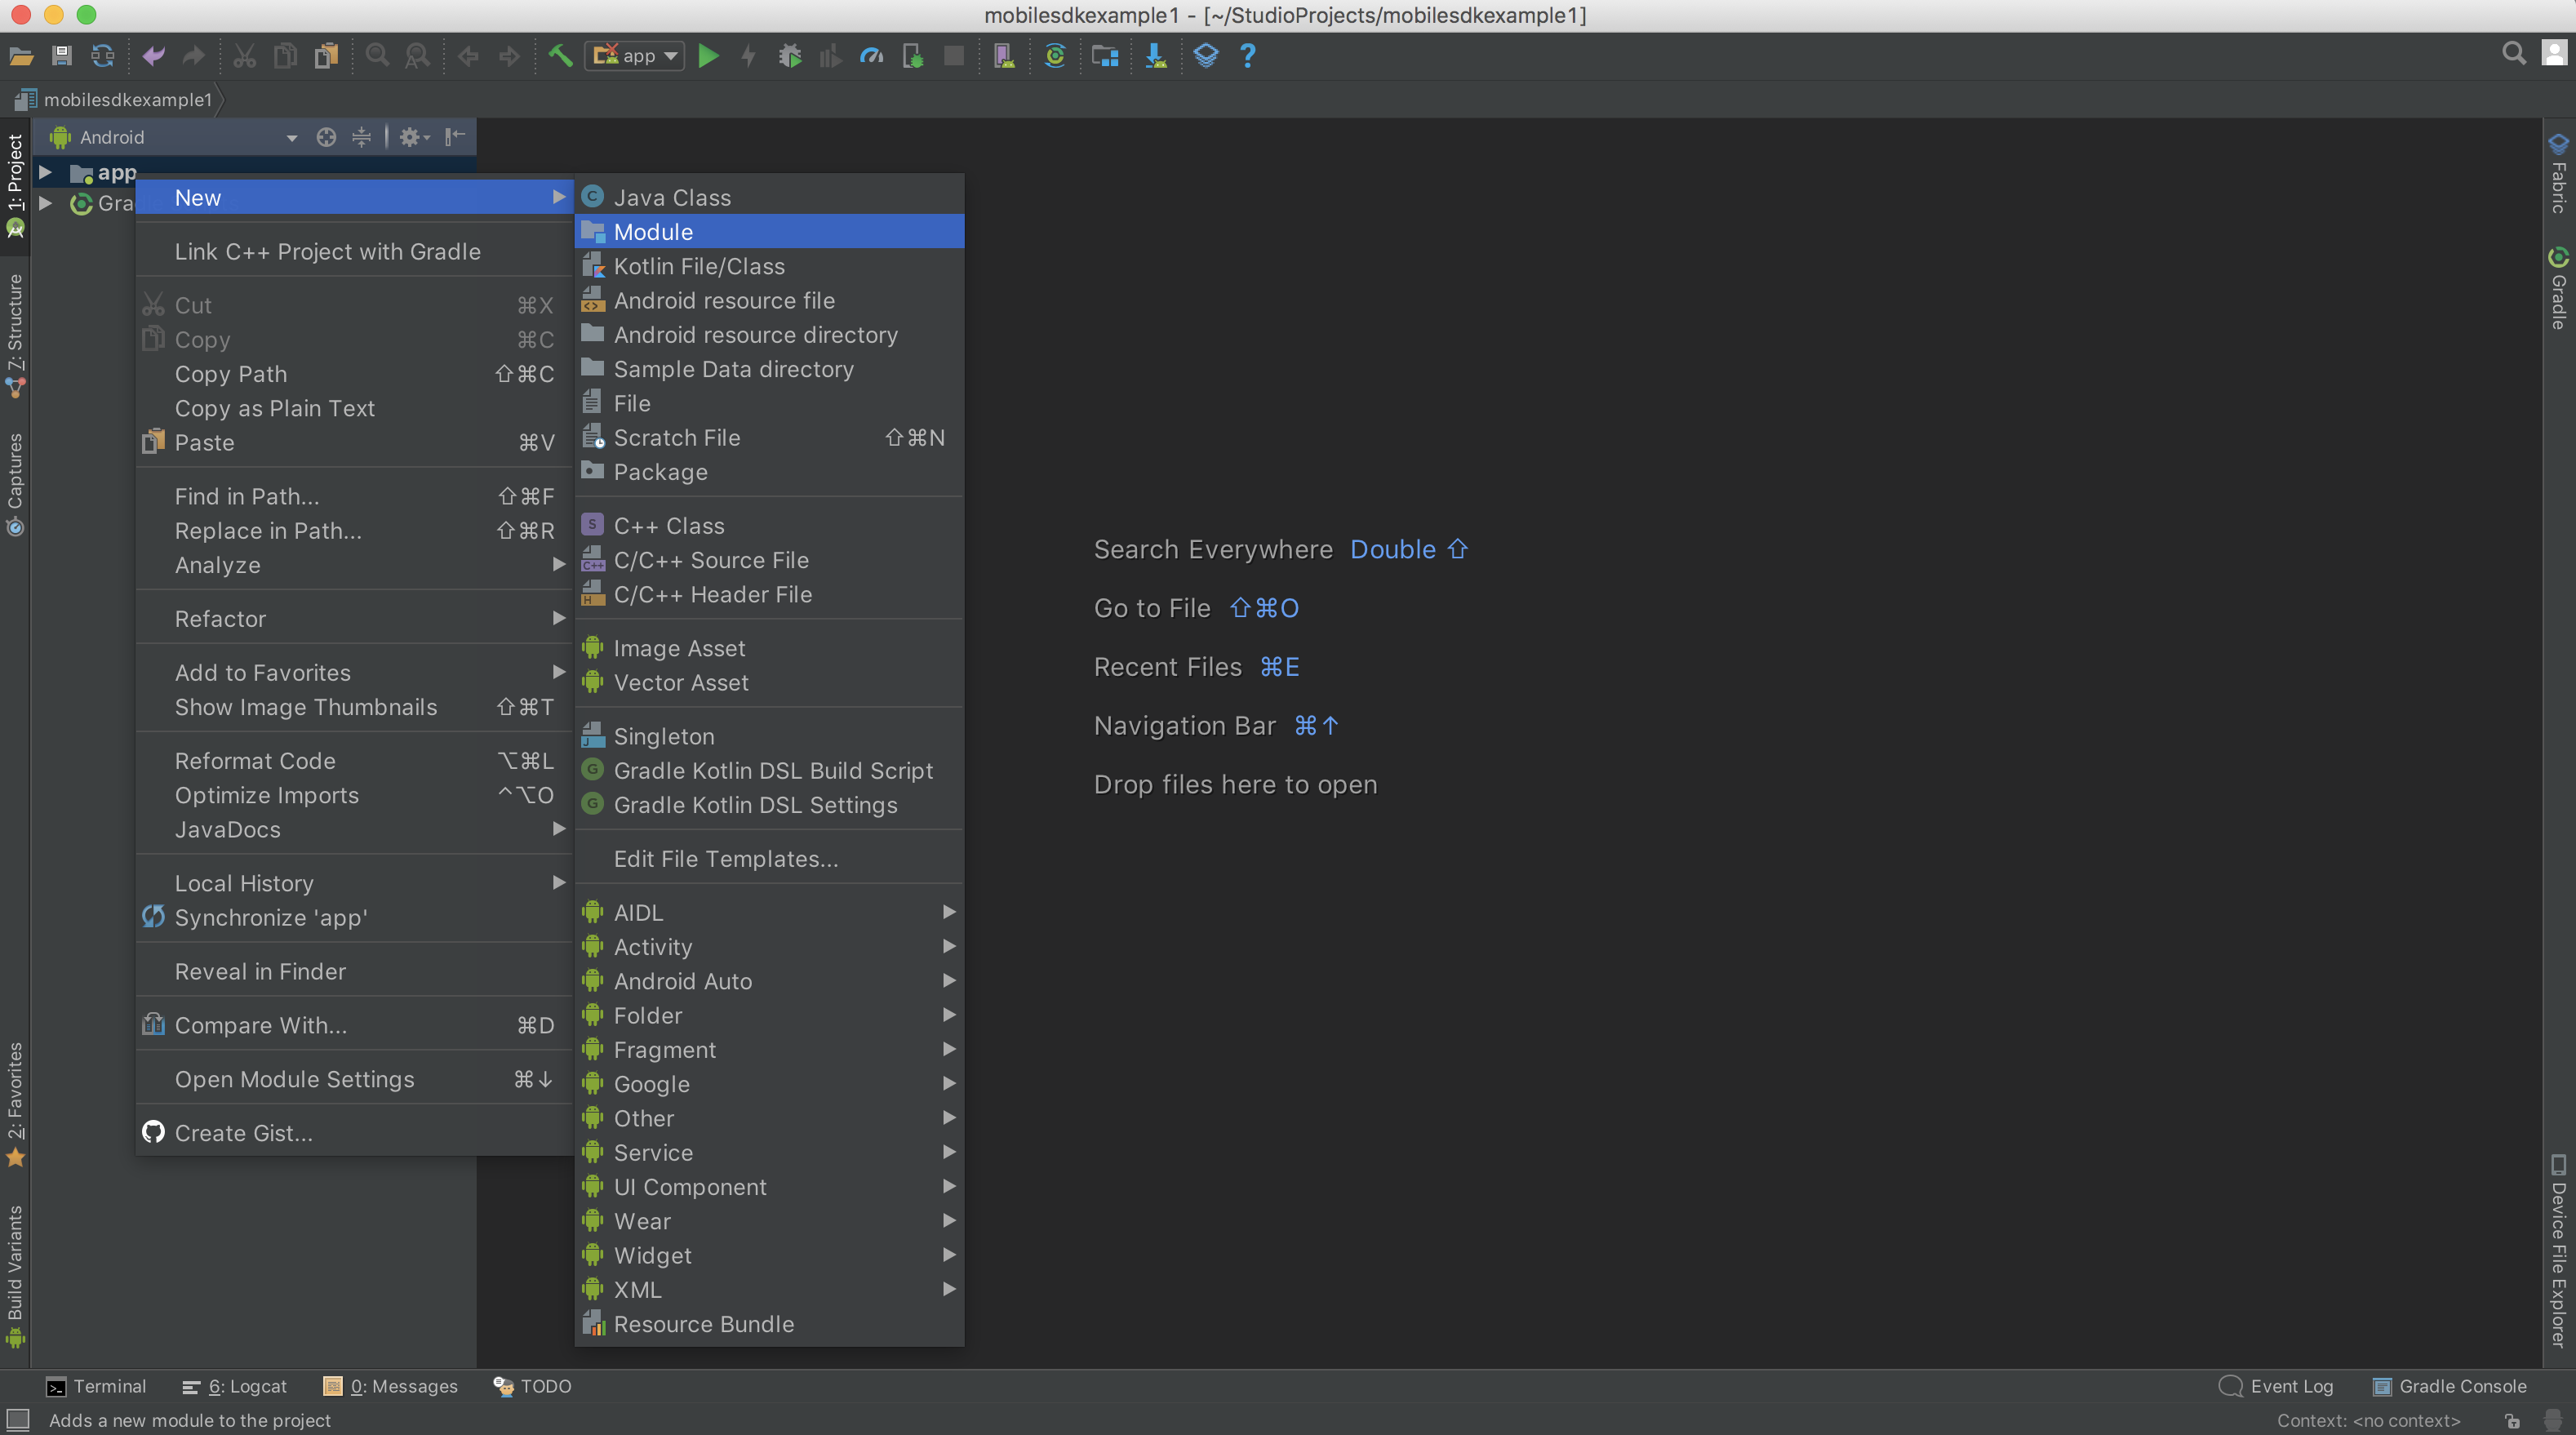 mobilesdkexample1 - [~/StudioProjects/mobilesdkexample1]
app
mobilesdkexample1
Android
app
Gra
1: Project
7: Structure
Captures
2: Favorites
Build Variants
New
Link C++ Project with Gradle
Cut ⌘X
Copy ⌘C
Copy Path ⇧⌘C
Copy as Plain Text
Paste ⌘V
Find in Path... ⇧⌘F
Replace in Path... ⇧⌘R
Analyze
Refactor
Add to Favorites
Show Image Thumbnails ⇧⌘T
Reformat Code ⌥⌘L
Optimize Imports ^⌥O
JavaDocs
Local History
Synchronize 'app'
Reveal in Finder
Compare With... ⌘D
Open Module Settings ⌘↓
Create Gist...
Java Class
Module
Kotlin File/Class
Android resource file
Android resource directory
Sample Data directory
File
Scratch File ⇧⌘N
Package
C++ Class
C/C++ Source File
C/C++ Header File
Image Asset
Vector Asset
Singleton
Gradle Kotlin DSL Build Script
Gradle Kotlin DSL Settings
Edit File Templates...
AIDL
Activity
Android Auto
Folder
Fragment
Google
Other
Service
UI Component
Wear
Widget
XML
Resource Bundle
Search Everywhere Double ⇧
Go to File ⇧⌘O
Recent Files ⌘E
Navigation Bar ⌘↑
Drop files here to open
Fabric
Gradle
Device File Explorer
Terminal
6: Logcat
0: Messages
TODO
Event Log
Gradle Console
Adds a new module to the project
Context: <no context>